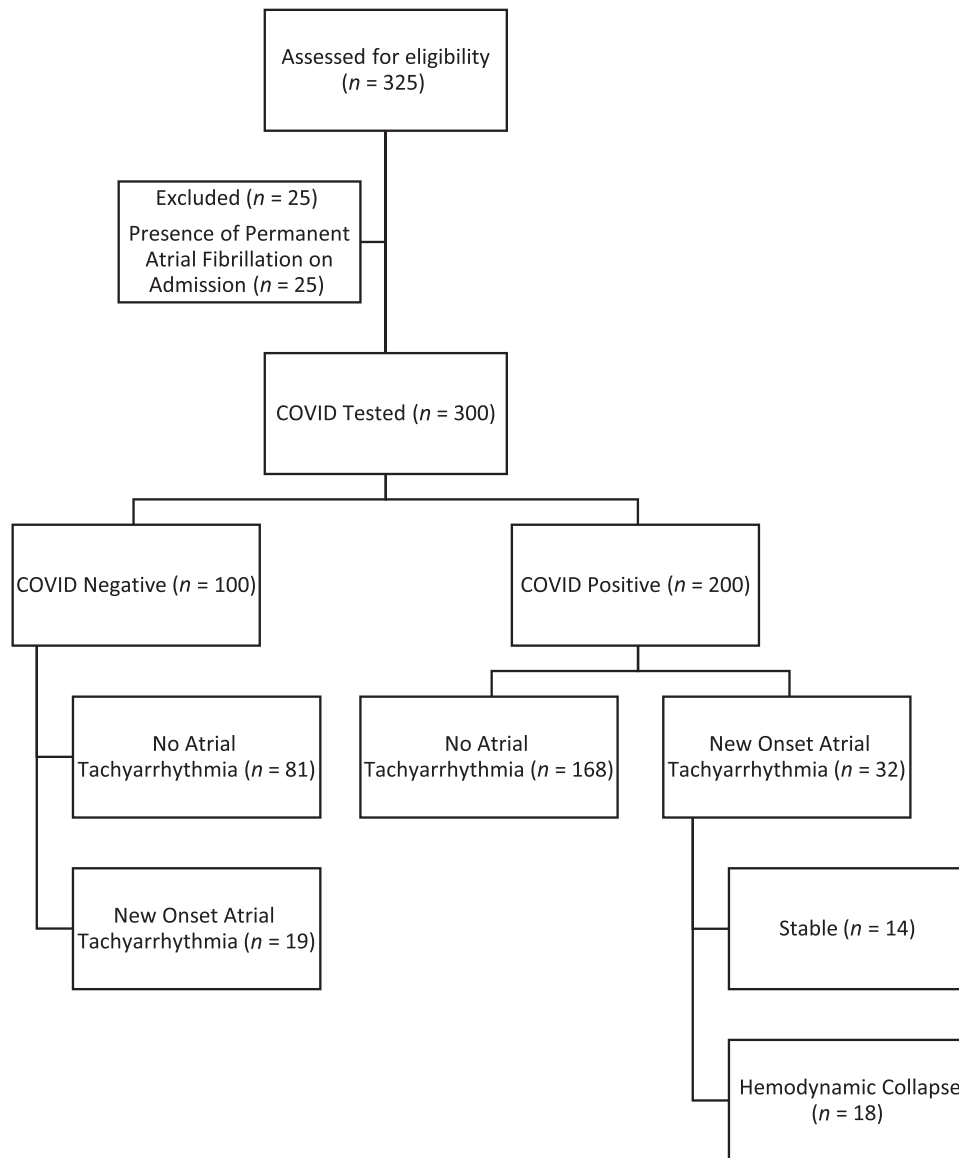 Assessed for eligibility
(n = 325)
Excluded (n = 25)
Presence of Permanent
Atrial Fibrillation on
Admission (n = 25)
COVID Tested (n = 300)
COVID Negative (n = 100)
COVID Positive (n = 200)
No Atrial
Tachyarrhythmia (n = 81)
No Atrial
Tachyarrhythmia (n = 168)
New Onset Atrial
Tachyarrhythmia (n = 32)
New Onset Atrial
Tachyarrhythmia (n = 19)
Stable (n = 14)
Hemodynamic Collapse
(n = 18)